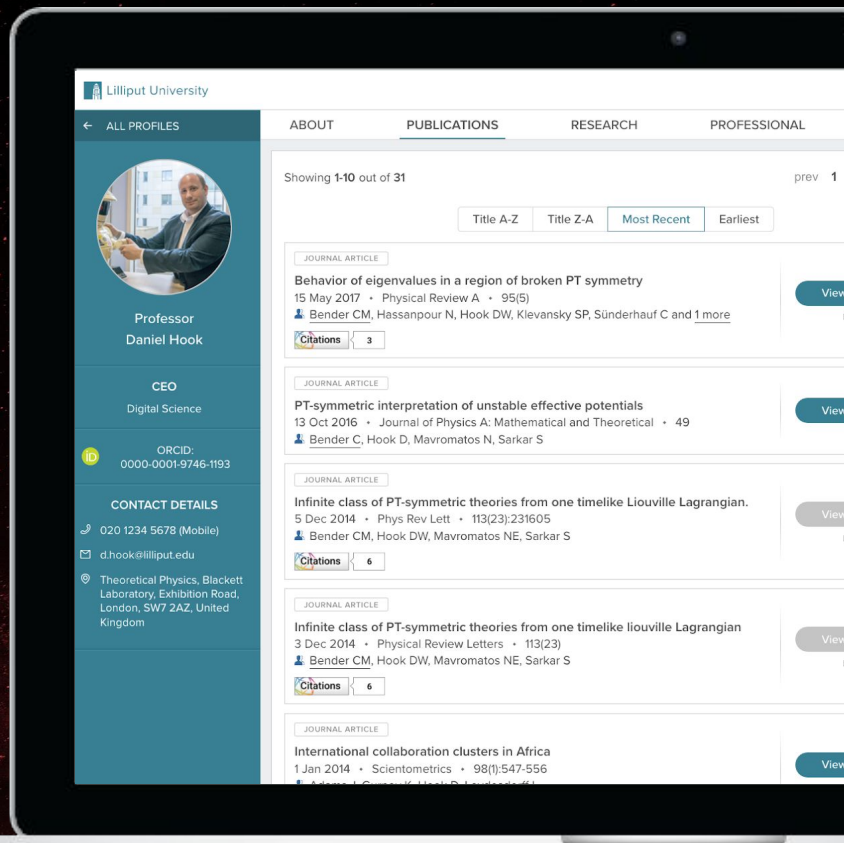 Lilliput University
← ALL PROFILES
Professor
Daniel Hook
CEO
Digital Science
iD
ORCID:
0000-0001-9746-1193
CONTACT DETAILS
020 1234 5678 (Mobile)
d.hook@lilliput.edu
Theoretical Physics, Blackett
Laboratory, Exhibition Road,
London, SW7 2AZ, United
Kingdom
ABOUT PUBLICATIONS RESEARCH PROFESSIONAL
Showing 1-10 out of 31 prev 1
Title A-Z Title Z-A Most Recent Earliest
JOURNAL ARTICLE
Behavior of eigenvalues in a region of broken PT symmetry
15 May 2017 • Physical Review A • 95(5)
Bender CM, Hassanpour N, Hook DW, Klevansky SP, Sünderhauf C and 1 more
Citations 3
View
JOURNAL ARTICLE
PT-symmetric interpretation of unstable effective potentials
13 Oct 2016 • Journal of Physics A: Mathematical and Theoretical • 49
Bender C, Hook D, Mavromatos N, Sarkar S
View
JOURNAL ARTICLE
Infinite class of PT-symmetric theories from one timelike Liouville Lagrangian.
5 Dec 2014 • Phys Rev Lett • 113(23):231605
Bender CM, Hook DW, Mavromatos NE, Sarkar S
Citations 6
View
JOURNAL ARTICLE
Infinite class of PT-symmetric theories from one timelike liouville Lagrangian
3 Dec 2014 • Physical Review Letters • 113(23)
Bender CM, Hook DW, Mavromatos NE, Sarkar S
Citations 6
View
JOURNAL ARTICLE
International collaboration clusters in Africa
1 Jan 2014 • Scientometrics • 98(1):547-556
View